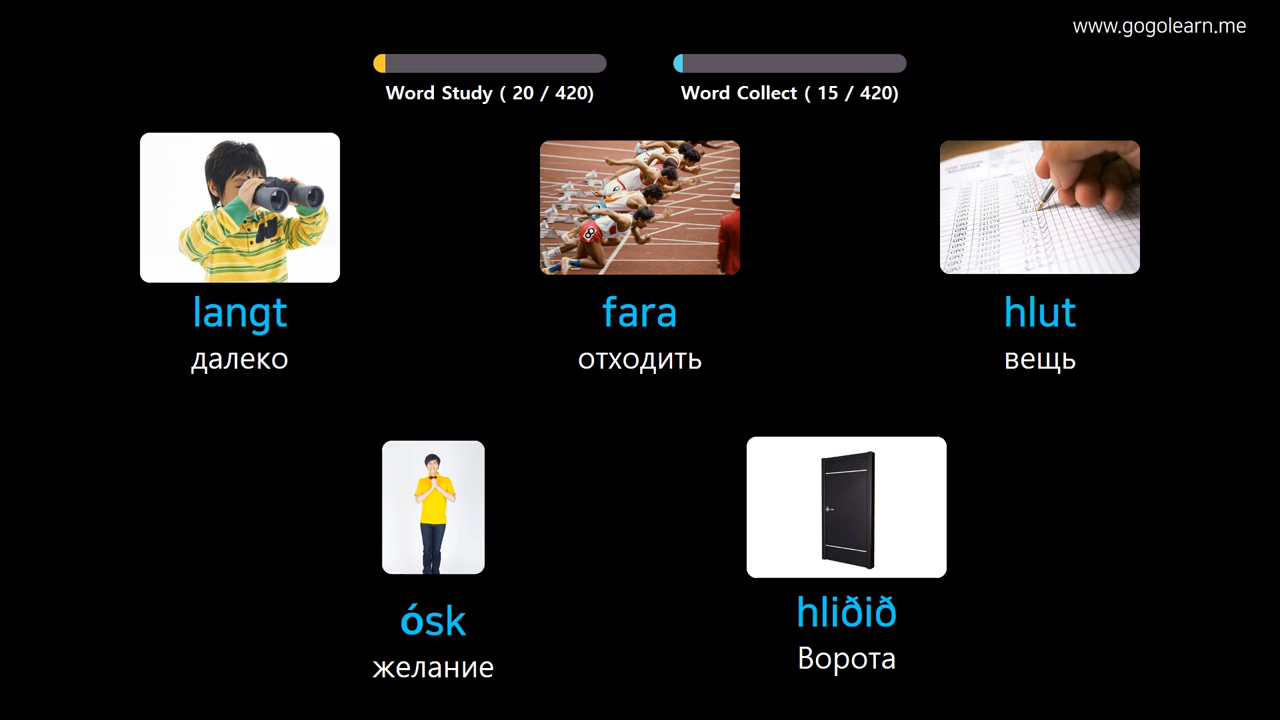 www.gogolearn.me
Word Study ( 20 / 420)
Word Collect ( 15 / 420)
langt
далеко
fara
отходить
hlut
вещь
ósk
желание
hliðið
Ворота